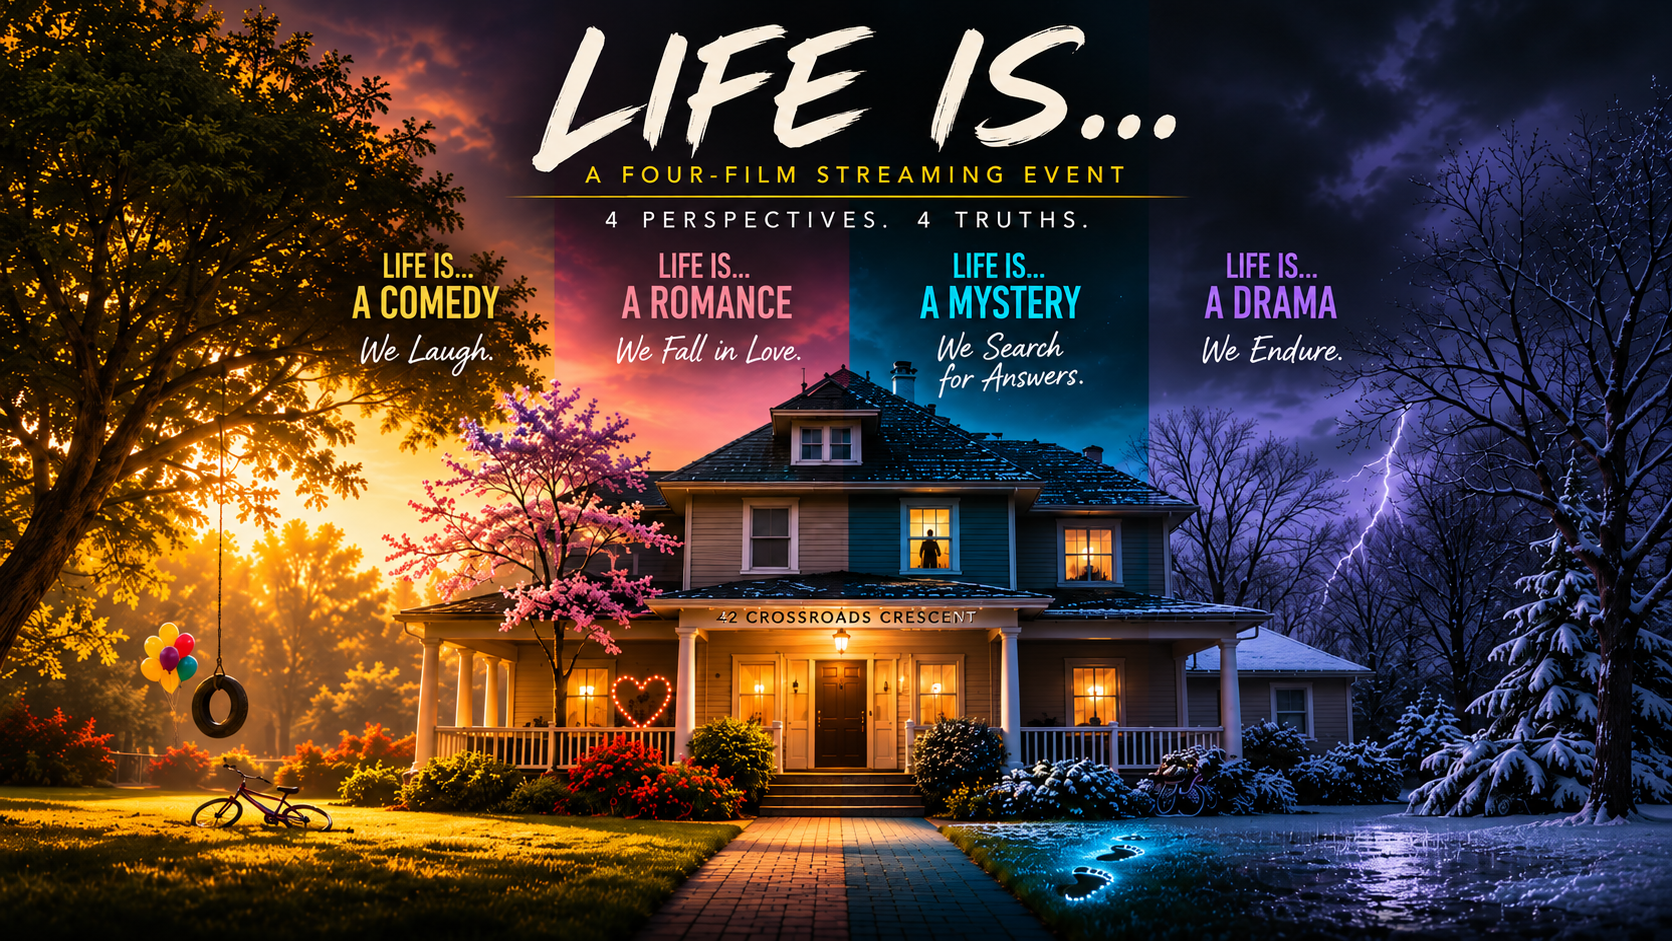 LIFE IS...
A FOUR-FILM STREAMING EVENT
4 PERSPECTIVES. 4 TRUTHS.
LIFE IS...
A COMEDY
We Laugh.
LIFE IS...
A ROMANCE
We Fall in Love.
LIFE IS...
A MYSTERY
We Search
for Answers.
LIFE IS...
A DRAMA
We Endure.
42 CROSSROADS CRESCENT